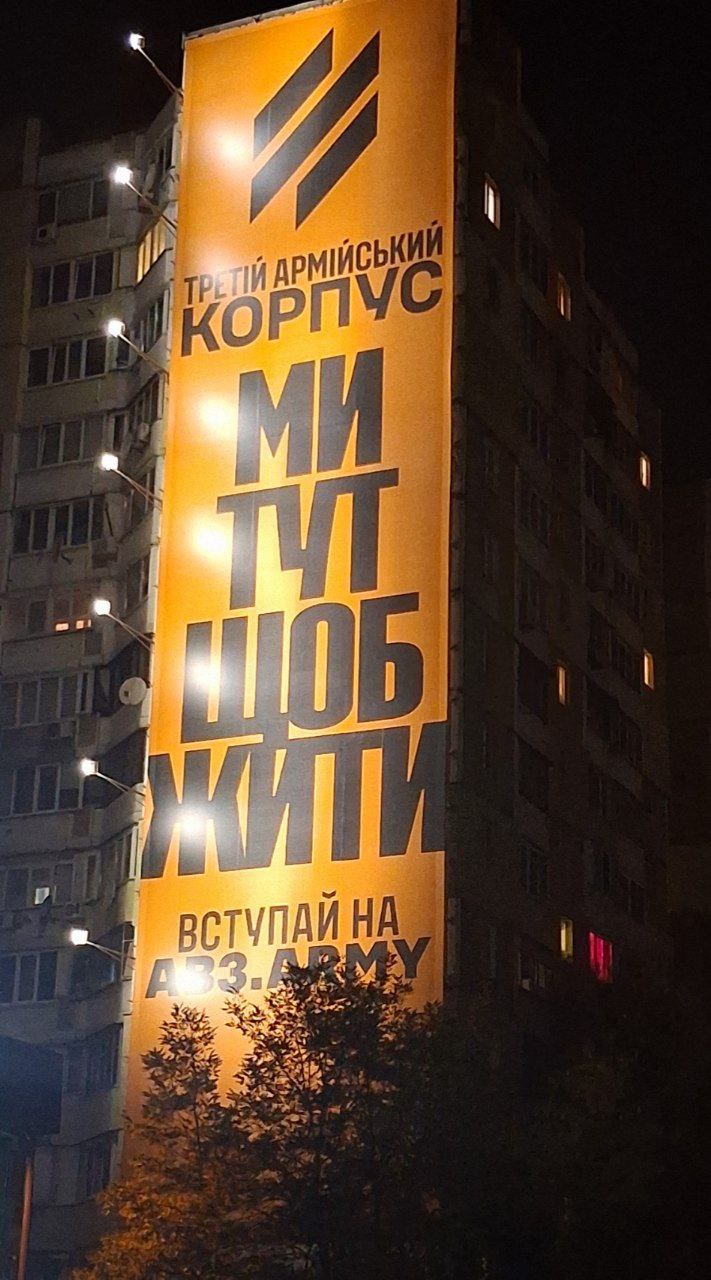 ТРЕТІЙ АРМІЙСЬКИЙ
КОРПУС
МИ
ТУТ
ЩОБ
ЖИТИ
ВСТУПАЙ НА
AB3.ARMY